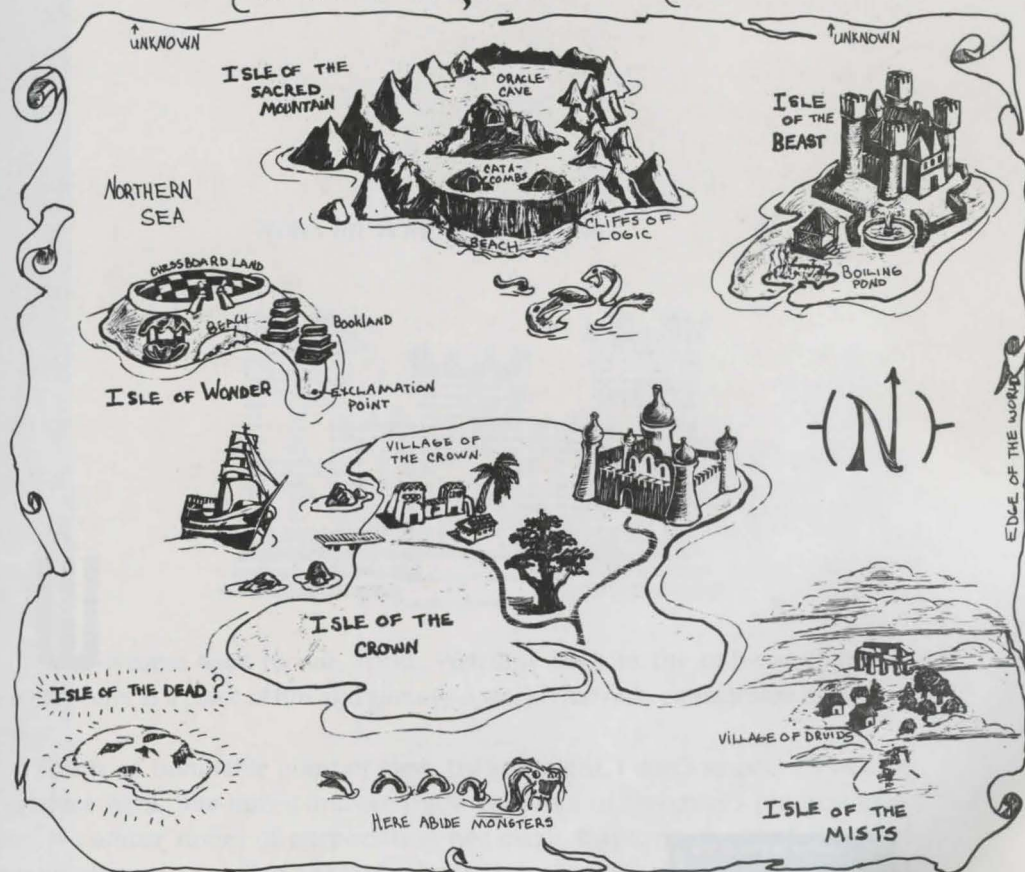 ↑
UNKNOWN
↑
UNKNOWN
ISLE OF THE
SACRED
MOUNTAIN
ORACLE
CAVE
CATA-
COMBS
CLIFFS OF
LOGIC
BEACH
ISLE
OF THE
BEAST
BOILING
POND
NORTHERN
SEA
CHESSBOARD LAND
BEACH
BOOKLAND
EXCLAMATION
POINT
ISLE OF WONDER
N
EDGE OF THE WORLD
VILLAGE OF
THE CROWN
ISLE OF THE
CROWN
ISLE OF THE DEAD?
HERE ABIDE MONSTERS
VILLAGE OF DRUIDS
ISLE OF THE
MISTS